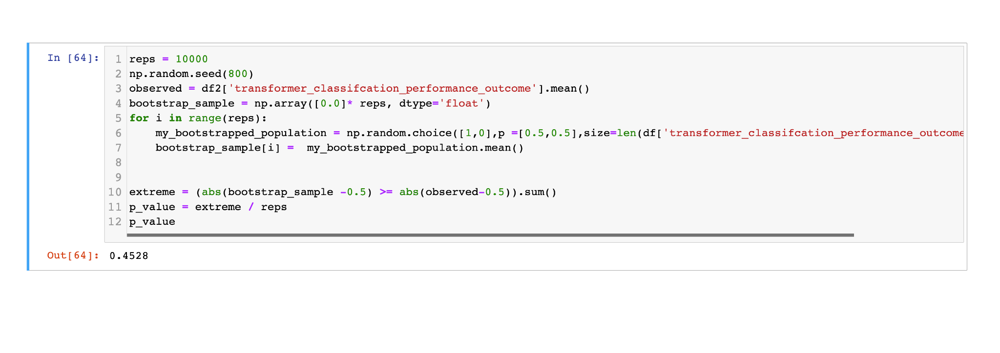 In [64]:
1 reps = 10000
2 np.random.seed(800)
3 observed = df2['transformer_classifcation_performance_outcome'].mean()
4 bootstrap_sample = np.array([0.0]* reps, dtype='float')
5 for i in range(reps):
6     my_bootstrapped_population = np.random.choice([1,0],p =[0.5,0.5],size=len(df['transformer_classifcation_performance_outcome
7     bootstrap_sample[i] =  my_bootstrapped_population.mean()
8
9
10 extreme = (abs(bootstrap_sample -0.5) >= abs(observed-0.5)).sum()
11 p_value = extreme / reps
12 p_value
Out[64]: 0.4528